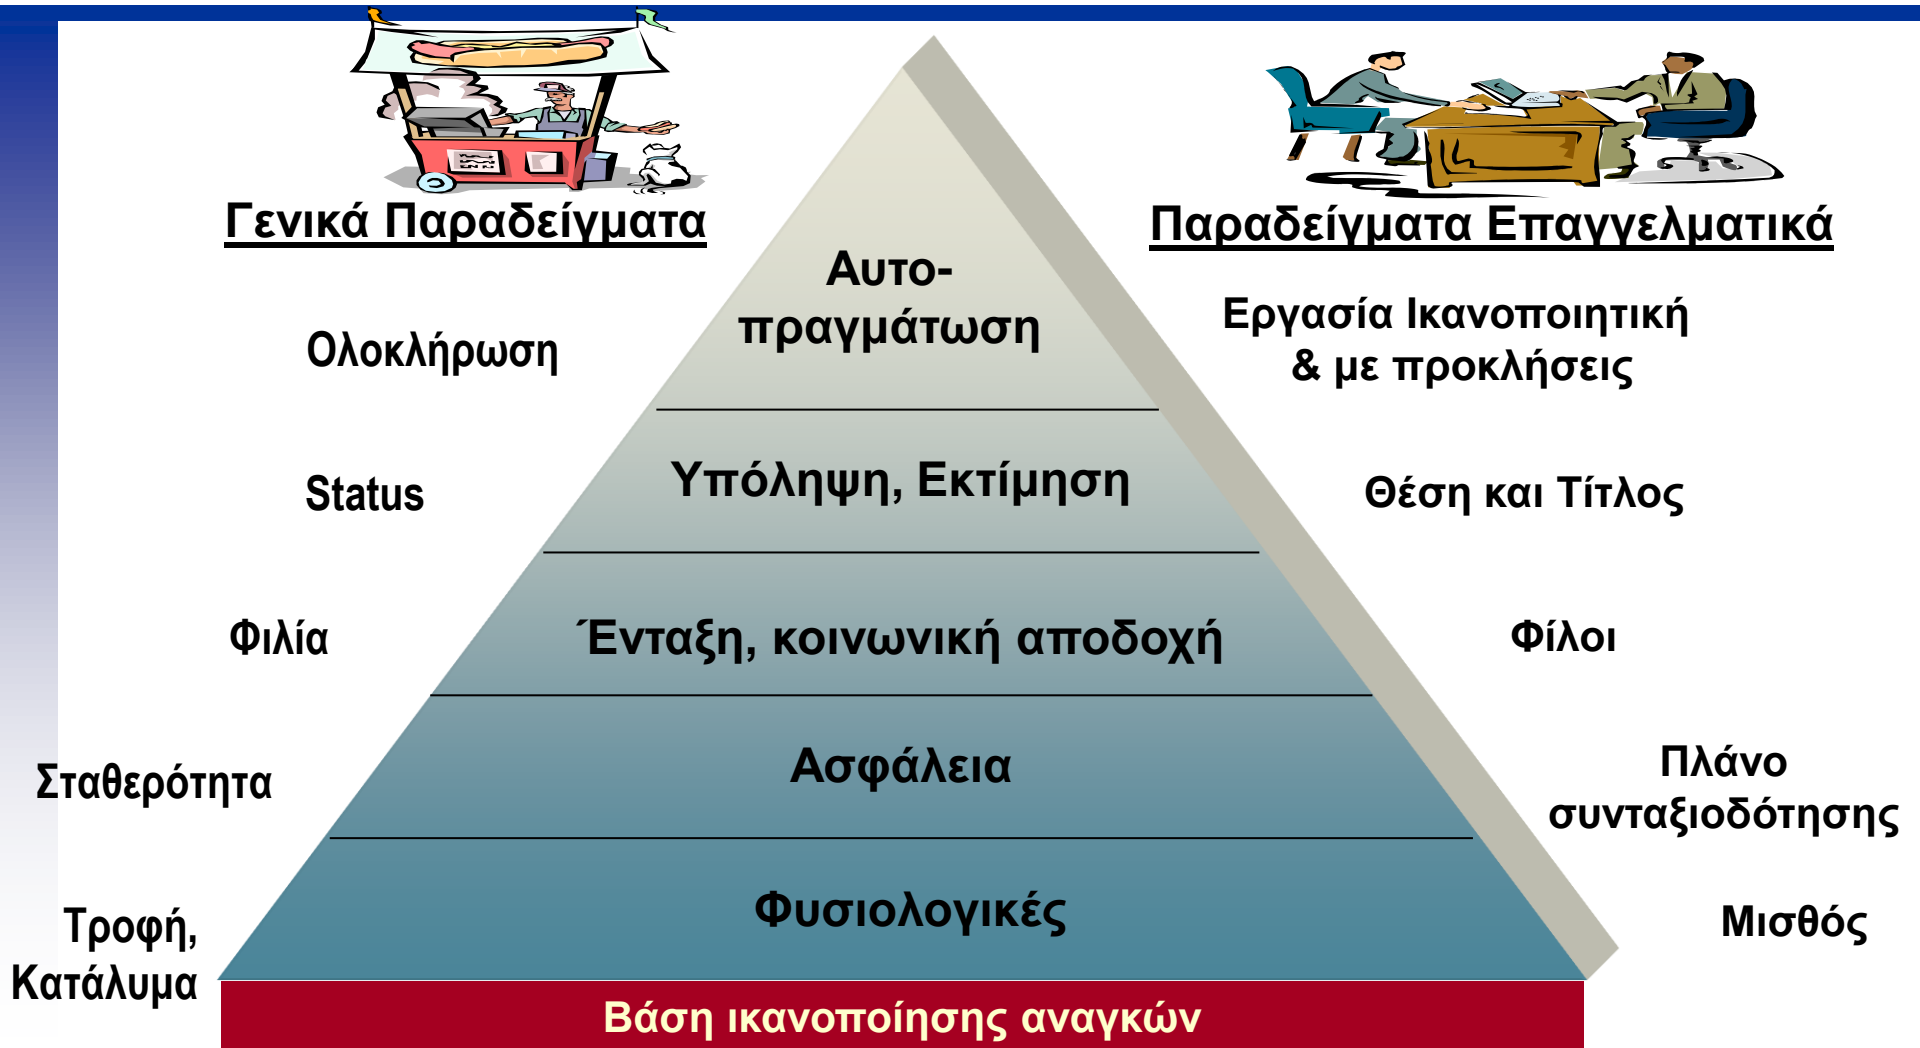 Γενικά Παραδείγματα
Παραδείγματα Επαγγελματικά
Αυτο-
πραγμάτωση
Ολοκλήρωση
Εργασία Ικανοποιητική
& με προκλήσεις
Status
Υπόληψη, Εκτίμηση
Θέση και Τίτλος
Φιλία
Ένταξη, κοινωνική αποδοχή
Φίλοι
Σταθερότητα
Ασφάλεια
Πλάνο
συνταξιοδότησης
Τροφή,
Κατάλυμα
Φυσιολογικές
Μισθός
Βάση ικανοποίησης αναγκών